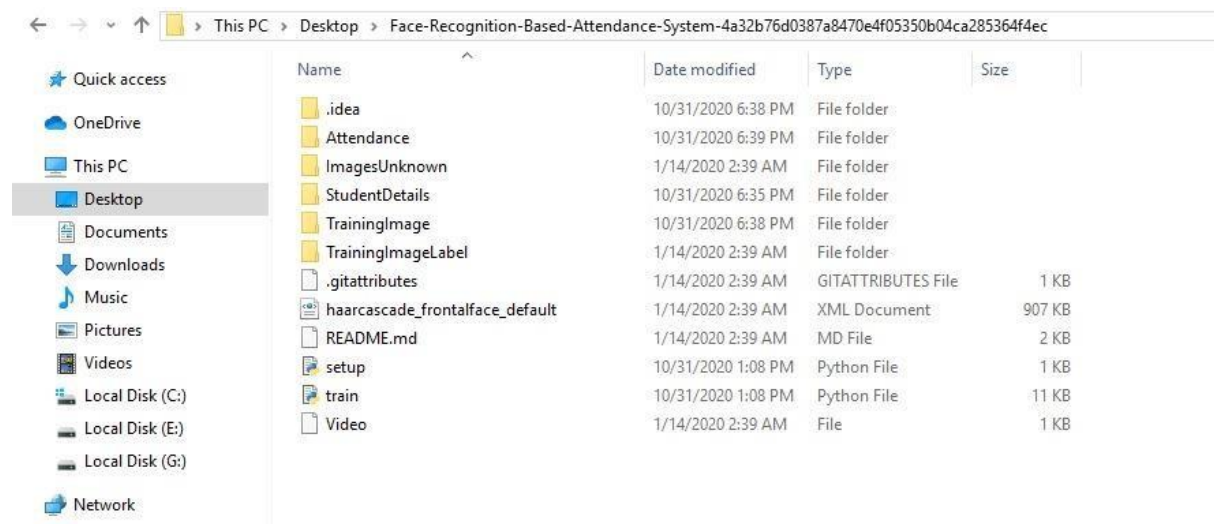 This PC > Desktop > Face-Recognition-Based-Attendance-System-4a32b76d0387a8470e4f05350b04ca285364f4ec
Quick access
OneDrive
This PC
Desktop
Documents
Downloads
Music
Pictures
Videos
Local Disk (C:)
Local Disk (E:)
Local Disk (G:)
Network
Name Date modified Type Size
.idea 10/31/2020 6:38 PM File folder
Attendance 10/31/2020 6:39 PM File folder
ImagesUnknown 1/14/2020 2:39 AM File folder
StudentDetails 10/31/2020 6:35 PM File folder
TrainingImage 10/31/2020 6:38 PM File folder
TrainingImageLabel 1/14/2020 2:39 AM File folder
.gitattributes 1/14/2020 2:39 AM GITATTRIBUTES File 1 KB
haarcascade_frontalface_default 1/14/2020 2:39 AM XML Document 907 KB
README.md 1/14/2020 2:39 AM MD File 2 KB
setup 10/31/2020 1:08 PM Python File 1 KB
train 10/31/2020 1:08 PM Python File 11 KB
Video 1/14/2020 2:39 AM File 1 KB